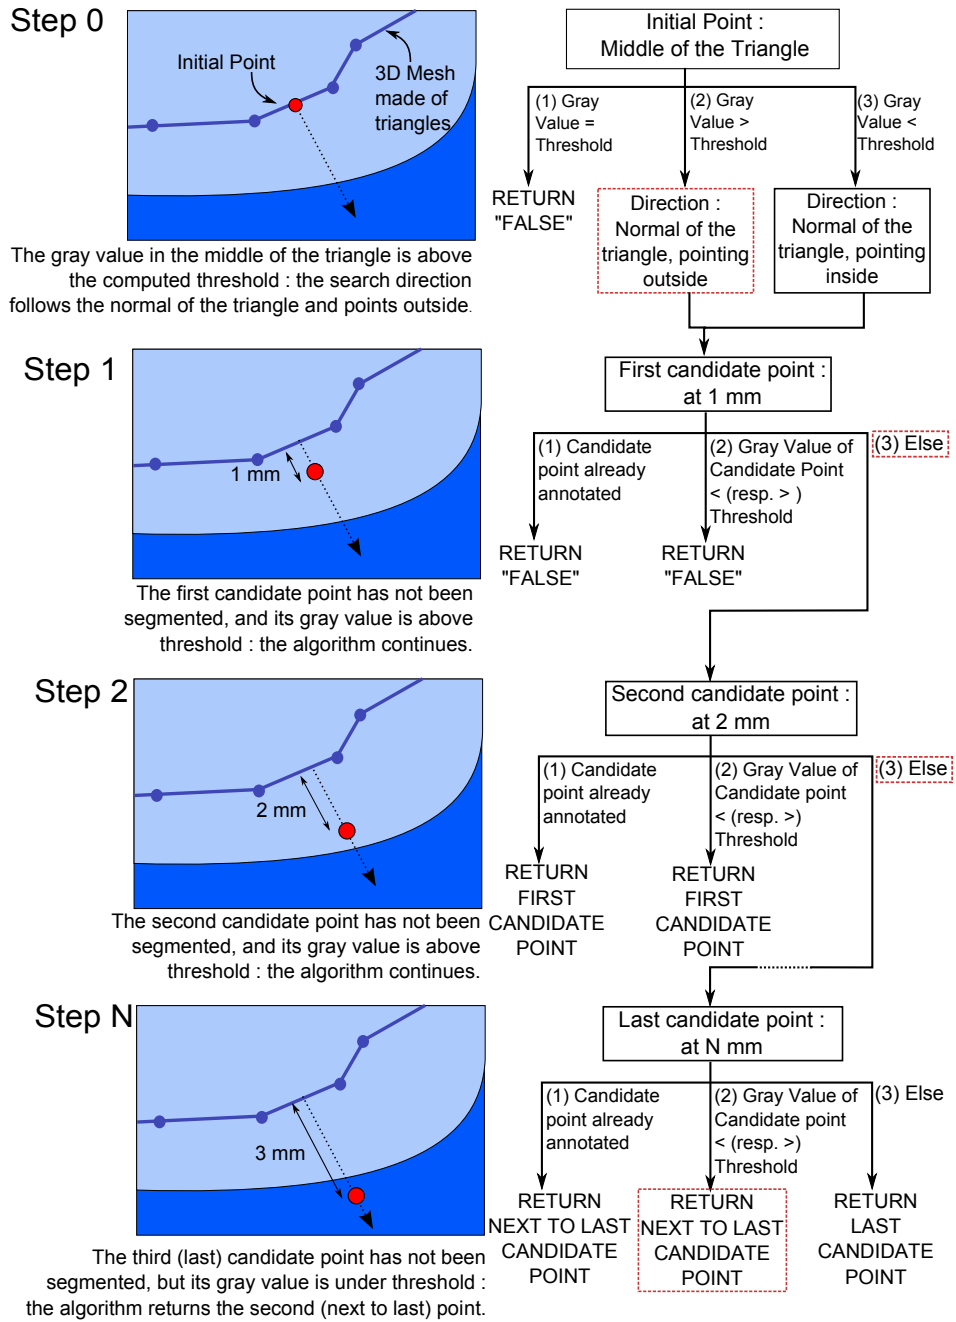 Step 0
Initial Point
3D Mesh
made of
triangles
The gray value in the middle of the triangle is above
the computed threshold : the search direction
follows the normal of the triangle and points outside.
Initial Point :
Middle of the Triangle
(1) Gray
Value =
Threshold
(2) Gray
Value >
Threshold
(3) Gray
Value <
Threshold
RETURN
"FALSE"
Direction :
Normal of the
triangle, pointing
outside
Direction :
Normal of the
triangle, pointing
inside
Step 1
1 mm
The first candidate point has not been
segmented, and its gray value is above
threshold : the algorithm continues.
First candidate point :
at 1 mm
(1) Candidate
point already
annotated
(2) Gray Value of
Candidate Point
< (resp. > )
Threshold
(3) Else
RETURN
"FALSE"
RETURN
"FALSE"
Step 2
2 mm
The second candidate point has not been
segmented, and its gray value is above
threshold : the algorithm continues.
Second candidate point :
at 2 mm
(1) Candidate
point already
annotated
(2) Gray Value of
Candidate point
< (resp. >)
Threshold
(3) Else
RETURN
FIRST
CANDIDATE
POINT
RETURN
FIRST
CANDIDATE
POINT
Step N
3 mm
The third (last) candidate point has not been
segmented, but its gray value is under threshold :
the algorithm returns the second (next to last) point.
Last candidate point :
at N mm
(1) Candidate
point already
annotated
(2) Gray Value of
Candidate point
< (resp. >)
Threshold
(3) Else
RETURN
NEXT TO LAST
CANDIDATE
POINT
RETURN
NEXT TO LAST
CANDIDATE
POINT
RETURN
LAST
CANDIDATE
POINT